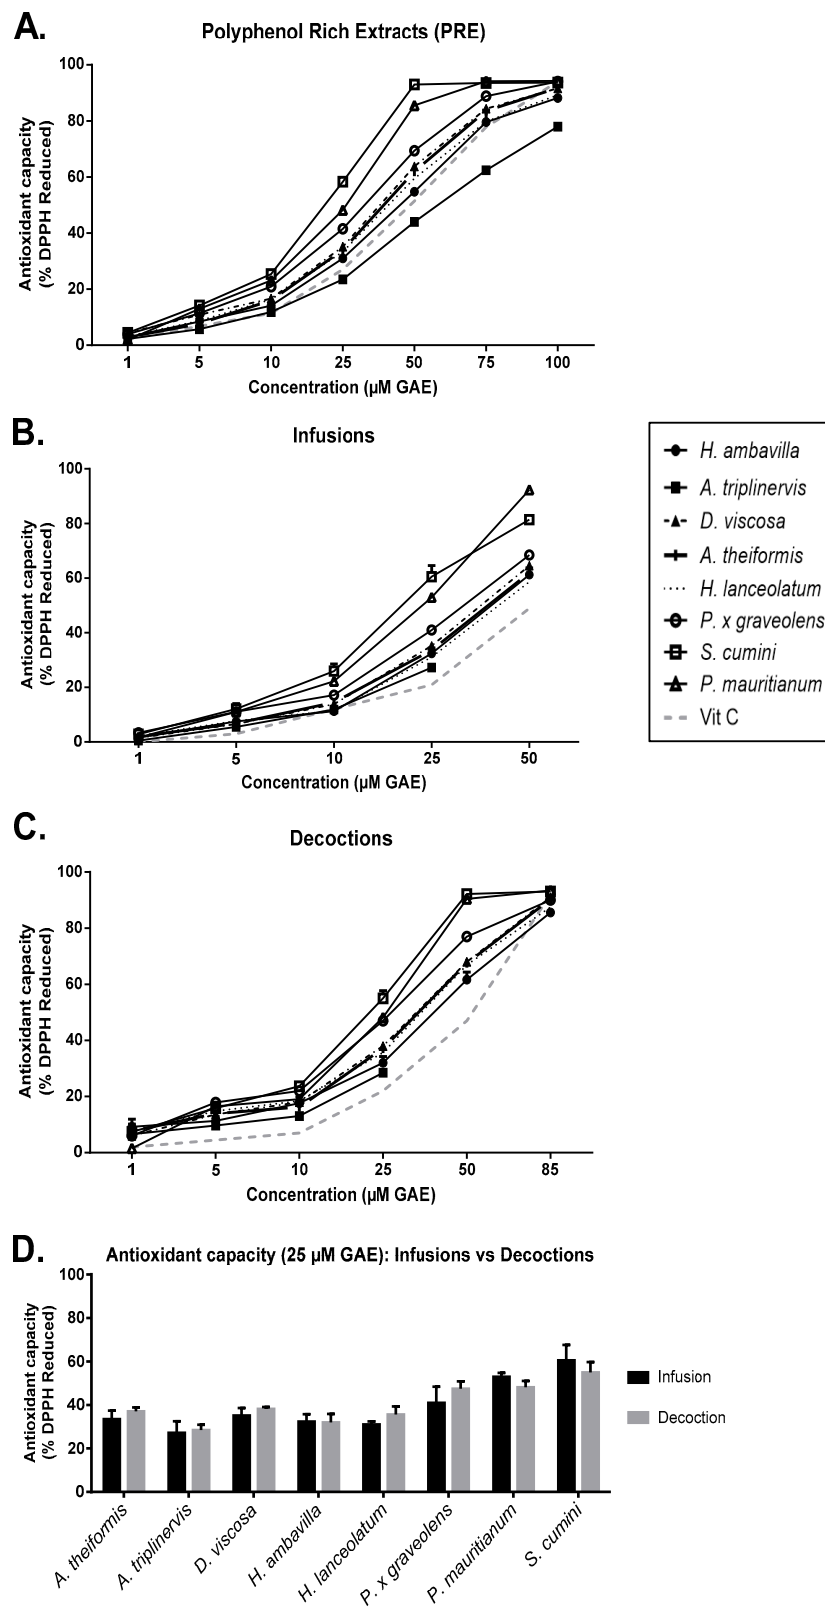 A.
Polyphenol Rich Extracts (PRE)
Antioxidant capacity
(% DPPH Reduced)
100
80
60
40
20
0
1 5 10 25 50 75 100
Concentration (µM GAE)
B.
Infusions
Antioxidant capacity
(% DPPH Reduced)
100
80
60
40
20
0
1 5 10 25 50
Concentration (µM GAE)
H. ambavilla
A. triplinervis
D. viscosa
A. theiformis
H. lanceolatum
P. x graveolens
S. cumini
P. mauritianum
Vit C
C.
Decoctions
Antioxidant capacity
(% DPPH Reduced)
100
80
60
40
20
0
1 5 10 25 50 85
Concentration (µM GAE)
D.
Antioxidant capacity (25 µM GAE): Infusions vs Decoctions
Antioxidant capacity
(% DPPH Reduced)
100
80
60
40
20
0
A. theiformis
A. triplinervis
D. viscosa
H. ambavilla
H. lanceolatum
P. x graveolens
P. mauritianum
S. cumini
Infusion
Decoction